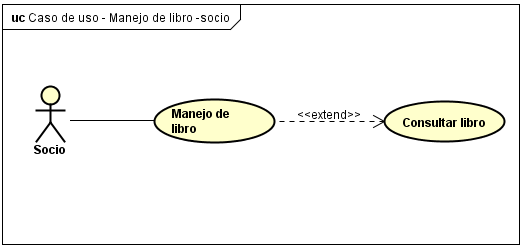 uc Caso de uso - Manejo de libro -socio
Manejo de
libro
<<extend>>
Consultar libro
Socio